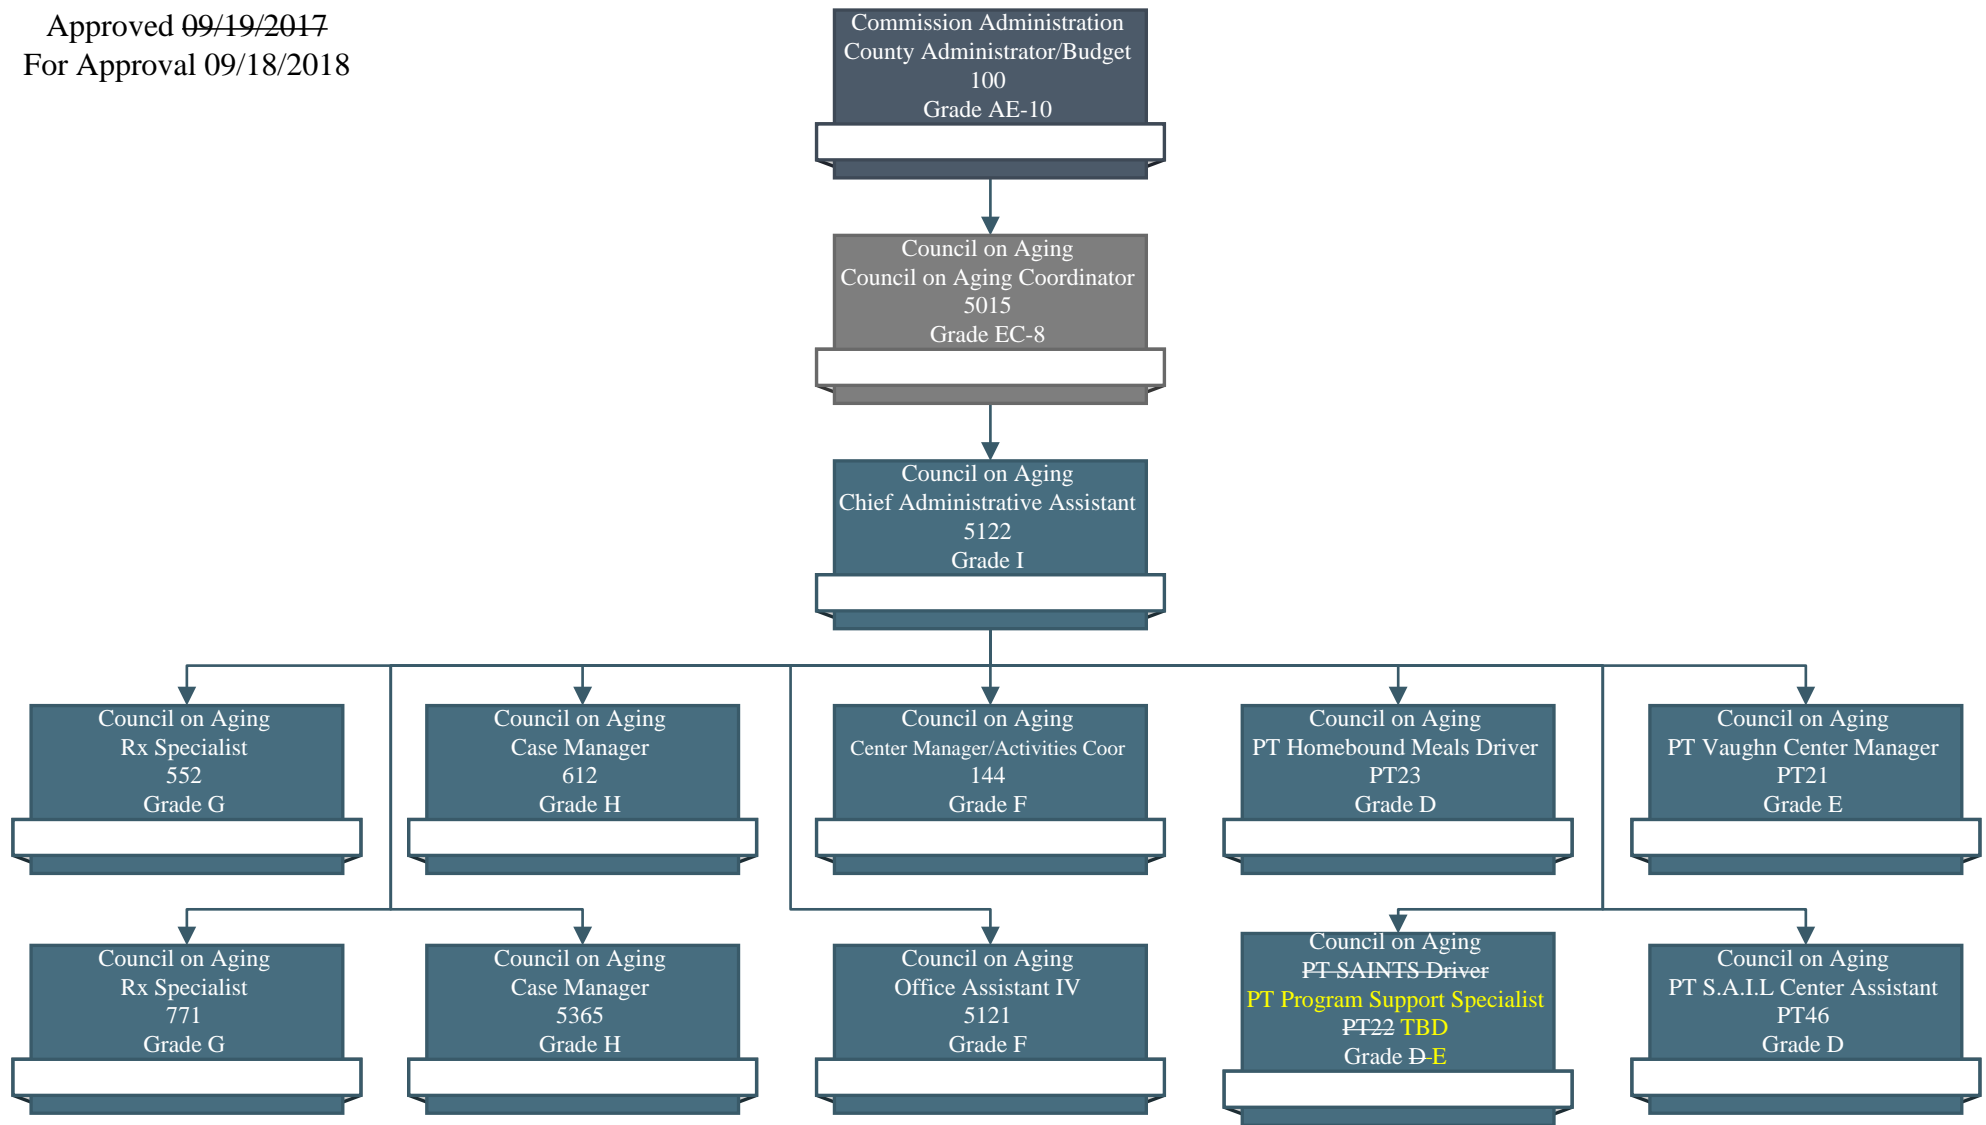 Approved 09/19/2017
For Approval 09/18/2018
Commission Administration
County Administrator/Budget
100
Grade AE-10
Council on Aging
Council on Aging Coordinator
5015
Grade EC-8
Council on Aging
Chief Administrative Assistant
5122
Grade I
Council on Aging
Rx Specialist
552
Grade G
Council on Aging
Case Manager
612
Grade H
Council on Aging
Center Manager/Activities Coor
144
Grade F
Council on Aging
PT Homebound Meals Driver
PT23
Grade D
Council on Aging
PT Vaughn Center Manager
PT21
Grade E
Council on Aging
Rx Specialist
771
Grade G
Council on Aging
Case Manager
5365
Grade H
Council on Aging
Office Assistant IV
5121
Grade F
Council on Aging
PT SAINTS Driver
PT Program Support Specialist
PT22 TBD
Grade D E
Council on Aging
PT S.A.I.L Center Assistant
PT46
Grade D